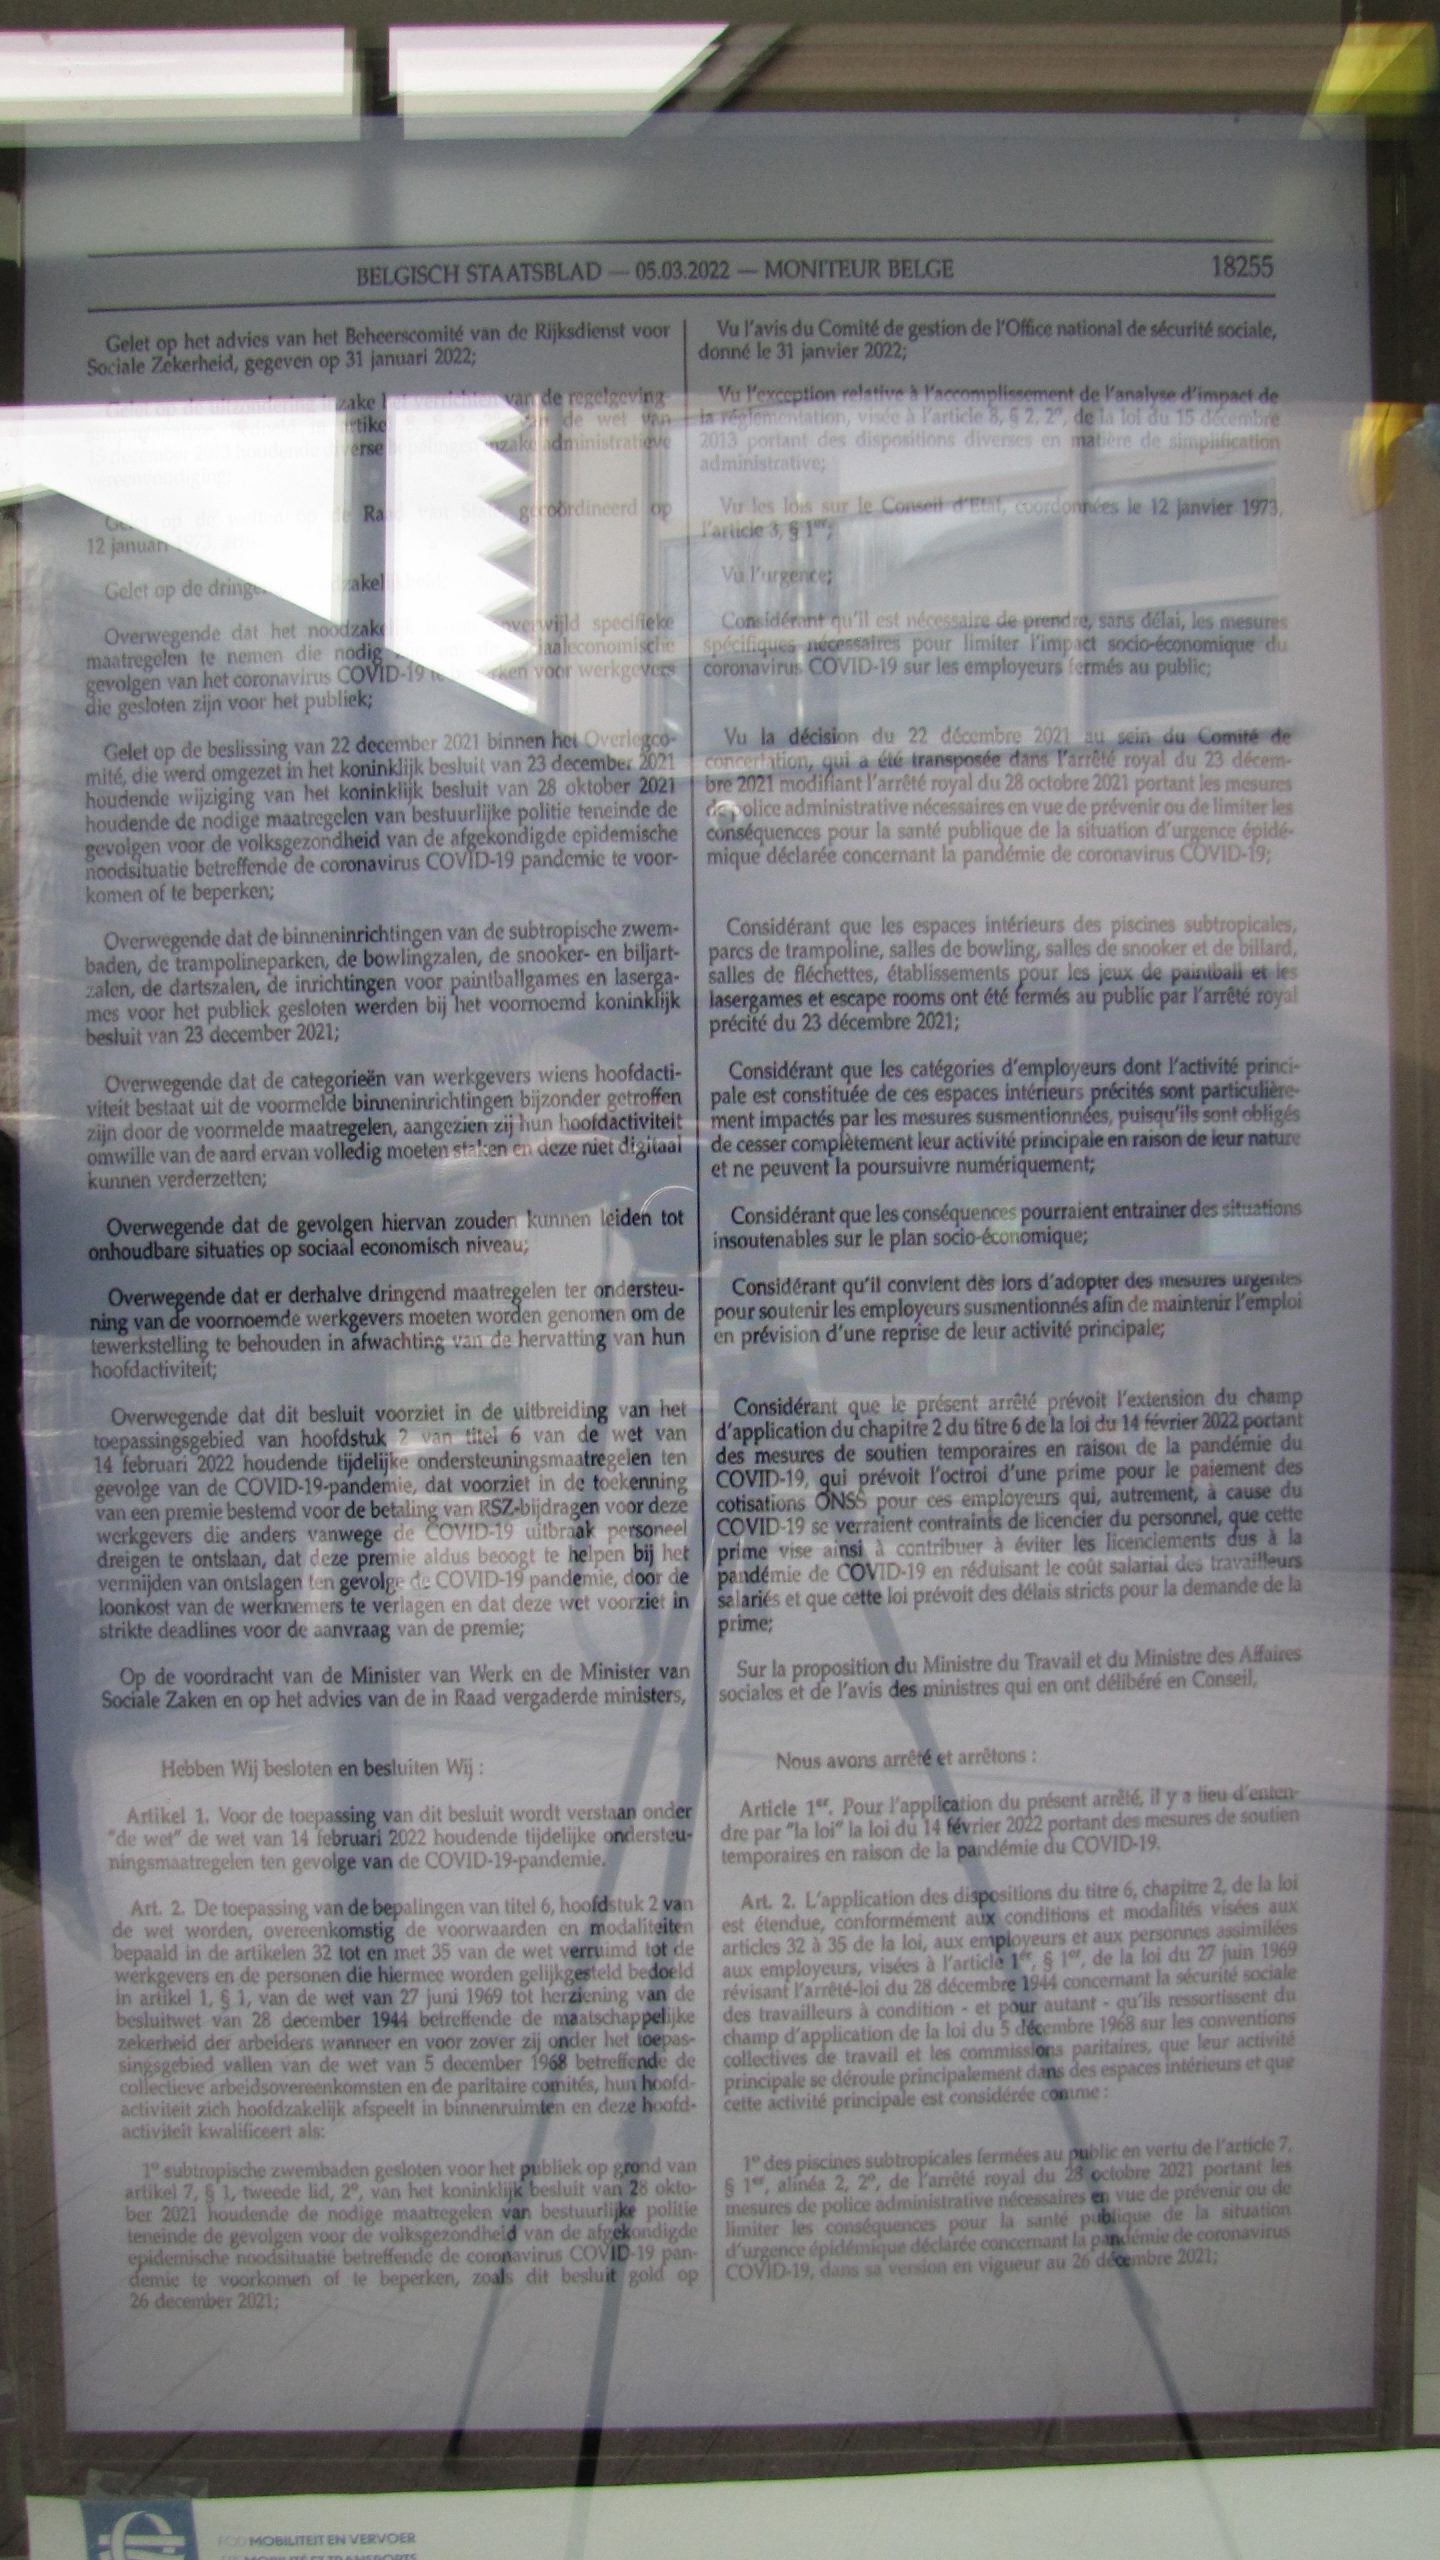 BELGISCH STAATSBLAD — 05.03.2022 — MONITEUR BELGE 18255
Gelet op het advies van het Beheerscomité van de Rijksdienst voor
Sociale Zekerheid, gegeven op 31 januari 2022;
Gelet op de uitzondering van de regelgeving
de wet van
15 december 2013 houdende diverse bepalingen inzake administratieve
vereenvoudiging;
op de op de Raad van State gecoördineerd op
12 januari 1973,
Gelet op de
Overwegende dat het specifieke
maatregelen te nemen die nodig
gevolgen van het coronavirus COVID-19 voor werkgevers
die gesloten zijn voor het publiek;
Gelet op de beslissing van 22 december 2021 binnen het Overlegco-
mité, die werd omgezet in het koninklijk besluit van 23 december 2021
houdende wijziging van het koninklijk besluit van 28 oktober 2021
houdende de nodige maatregelen van bestuurlijke politie teneinde de
gevolgen voor de volksgezondheid van de afgekondigde epidemische
noodsituatie betreffende de coronavirus COVID-19 pandemie te voor-
komen of te beperken;
Overwegende dat de binneninrichtingen van de subtropische zwem-
baden, de trampolineparken, de bowlingzalen, de snooker- en biljart-
zalen, de dartszalen, de inrichtingen voor paintballgames en laserga-
mes voor het publiek gesloten werden bij het voornoemd koninklijk
besluit van 23 december 2021;
Overwegende dat de categorieën van werkgevers wiens hoofdacti-
viteit bestaat uit de voormelde binneninrichtingen bijzonder getroffen
zijn door de voormelde maatregelen, aangezien zij hun hoofdactiviteit
omwille van de aard ervan volledig moeten staken en deze niet digitaal
kunnen verderzetten;
Overwegende dat de gevolgen hiervan zouden kunnen leiden tot
onhoudbare situaties op sociaal economisch niveau;
Overwegende dat er derhalve dringend maatregelen ter ondersteu-
ning van de voornoemde werkgevers moeten worden genomen om de
tewerkstelling te behouden in afwachting van de hervatting van hun
hoofdactiviteit;
Overwegende dat dit besluit voorziet in de uitbreiding van het
toepassingsgebied van hoofdstuk 2 van titel 6 van de wet van
14 februari 2022 houdende tijdelijke ondersteuningsmaatregelen ten
gevolge van de COVID-19-pandemie, dat voorziet in de toekenning
van een premie bestemd voor de betaling van RSZ-bijdragen voor deze
werkgevers die anders vanwege de COVID-19 uitbraak personeel
dreigen te ontslaan, dat deze premie aldus beoogt te helpen bij het
vermijden van ontslagen ten gevolge de COVID-19 pandemie, door de
loonkost van de werknemers te verlagen en dat deze wet voorziet in
strikte deadlines voor de aanvraag van de premie;
Op de voordracht van de Minister van Werk en de Minister van
Sociale Zaken en op het advies van de in Raad vergaderde ministers,
Hebben Wij besloten en besluiten Wij :
Artikel 1. Voor de toepassing van dit besluit wordt verstaan onder
"de wet" de wet van 14 februari 2022 houdende tijdelijke ondersteu-
ningsmaatregelen ten gevolge van de COVID-19-pandemie.
Art. 2. De toepassing van de bepalingen van titel 6, hoofdstuk 2 van
de wet worden, overeenkomstig de voorwaarden en modaliteiten
bepaald in de artikelen 32 tot en met 35 van de wet verruimd tot de
werkgevers en de personen die hiermee worden gelijkgesteld bedoeld
in artikel 1, § 1, van de wet van 27 juni 1969 tot herziening van de
besluitwet van 28 december 1944 betreffende de maatschappelijke
zekerheid der arbeiders wanneer en voor zover zij onder het toepas-
singsgebied vallen van de wet van 5 december 1968 betreffende de
collectieve arbeidsovereenkomsten en de paritaire comités, hun hoofd-
activiteit zich hoofdzakelijk afspeelt in binnenruimten en deze hoofd-
activiteit kwalificeert als:
1° subtropische zwembaden gesloten voor het publiek op grond van
artikel 7, § 1, tweede lid, 2°, van het koninklijk besluit van 28 okto-
ber 2021 houdende de nodige maatregelen van bestuurlijke politie
teneinde de gevolgen voor de volksgezondheid van de afgekondigde
epidemische noodsituatie betreffende de coronavirus COVID-19 pan-
demie te voorkomen of te beperken, zoals dit besluit gold op
26 december 2021;
Vu l'avis du Comité de gestion de l'Office national de sécurité sociale,
donné le 31 janvier 2022;
Vu l'exception relative à l'accomplissement de l'analyse d'impact de
la réglementation, visée à l'article 8, § 2, 2°, de la loi du 15 décembre
2013 portant des dispositions diverses en matière de simplification
administrative;
Vu les lois sur le Conseil d'Etat, coordonnées le 12 janvier 1973,
l'article 3, § 1er;
Vu l'urgence;
Considérant qu'il est nécessaire de prendre, sans délai, les mesures
spécifiques nécessaires pour limiter l'impact socio-économique du
coronavirus COVID-19 sur les employeurs fermés au public;
Vu la décision du 22 décembre 2021 au sein du Comité de
concertation, qui a été transposée dans l'arrêté royal du 23 décem-
bre 2021 modifiant l'arrêté royal du 28 octobre 2021 portant les mesures
de police administrative nécessaires en vue de prévenir ou de limiter les
conséquences pour la santé publique de la situation d'urgence épidé-
mique déclarée concernant la pandémie de coronavirus COVID-19;
Considérant que les espaces intérieurs des piscines subtropicales,
parcs de trampoline, salles de bowling, salles de snooker et de billard,
salles de fléchettes, établissements pour les jeux de paintball et les
lasergames et escape rooms ont été fermés au public par l'arrêté royal
précité du 23 décembre 2021;
Considérant que les catégories d'employeurs dont l'activité princi-
pale est constituée de ces espaces intérieurs précités sont particulière-
ment impactés par les mesures susmentionnées, puisqu'ils sont obligés
de cesser complètement leur activité principale en raison de leur nature
et ne peuvent la poursuivre numériquement;
Considérant que les conséquences pourraient entrainer des situations
insoutenables sur le plan socio-économique;
Considérant qu'il convient dès lors d'adopter des mesures urgentes
pour soutenir les employeurs susmentionnés afin de maintenir l'emploi
en prévision d'une reprise de leur activité principale;
Considérant que le présent arrêté prévoit l'extension du champ
d'application du chapitre 2 du titre 6 de la loi du 14 février 2022 portant
des mesures de soutien temporaires en raison de la pandémie du
COVID-19, qui prévoit l'octroi d'une prime pour le paiement des
cotisations ONSS pour ces employeurs qui, autrement, à cause du
COVID-19 se verraient contraints de licencier du personnel, que cette
prime vise ainsi à contribuer à éviter les licenciements dus à la
pandémie de COVID-19 en réduisant le coût salarial des travailleurs
salariés et que cette loi prévoit des délais stricts pour la demande de la
prime;
Sur la proposition du Ministre du Travail et du Ministre des Affaires
sociales et de l'avis des ministres qui en ont délibéré en Conseil,
Nous avons arrêté et arrêtons :
Article 1er. Pour l'application du présent arrêté, il y a lieu d'enten-
dre par "la loi" la loi du 14 février 2022 portant des mesures de soutien
temporaires en raison de la pandémie du COVID-19.
Art. 2. L'application des dispositions du titre 6, chapitre 2, de la loi
est étendue, conformément aux conditions et modalités visées aux
articles 32 à 35 de la loi, aux employeurs et aux personnes assimilées
aux employeurs, visées à l'article 1er, § 1er, de la loi du 27 juin 1969
révisant l'arrêté-loi du 28 décembre 1944 concernant la sécurité sociale
des travailleurs à condition - et pour autant - qu'ils ressortissent du
champ d'application de la loi du 5 décembre 1968 sur les conventions
collectives de travail et les commissions paritaires, que leur activité
principale se déroule principalement dans des espaces intérieurs et que
cette activité principale est considérée comme :
1° des piscines subtropicales fermées au public en vertu de l'article 7,
§ 1er, alinéa 2, 2°, de l'arrêté royal du 28 octobre 2021 portant les
mesures de police administrative nécessaires en vue de prévenir ou de
limiter les conséquences pour la santé publique de la situation
d'urgence épidémique déclarée concernant la pandémie de coronavirus
COVID-19, dans sa version en vigueur au 26 décembre 2021;
FOD MOBILITEIT EN VERVOER
MOBILITÉ ET TRANSPORTS